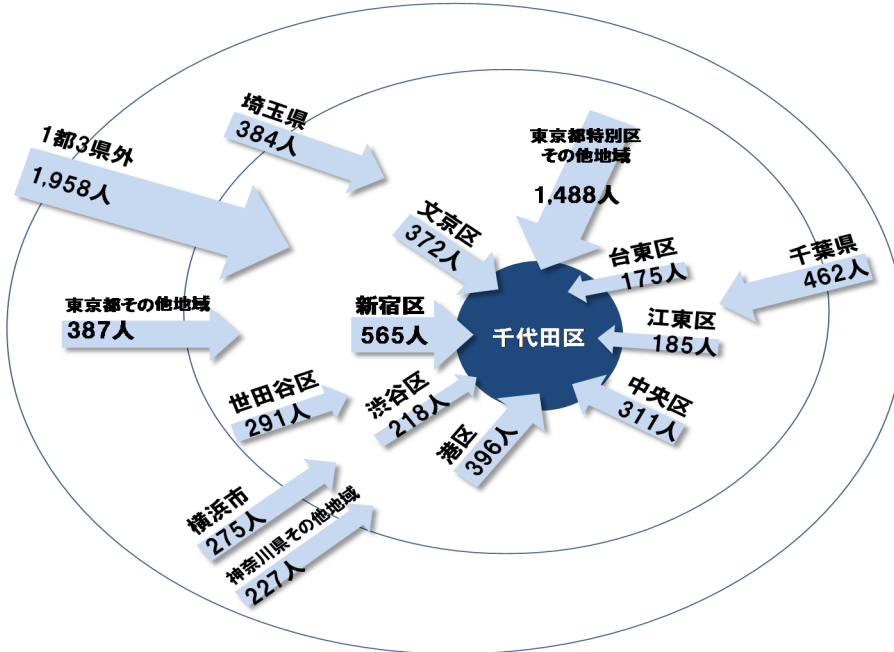 埼玉県
384人
1都3県外
1,958人
東京都特別区
その他地域
1,488人
文京区
372人
台東区
175人
千葉県
462人
東京都その他地域
387人
新宿区
565人
千代田区
江東区
185人
世田谷区
291人
渋谷区
218人
港区
396人
中央区
311人
横浜市
275人
神奈川県その他地域
227人